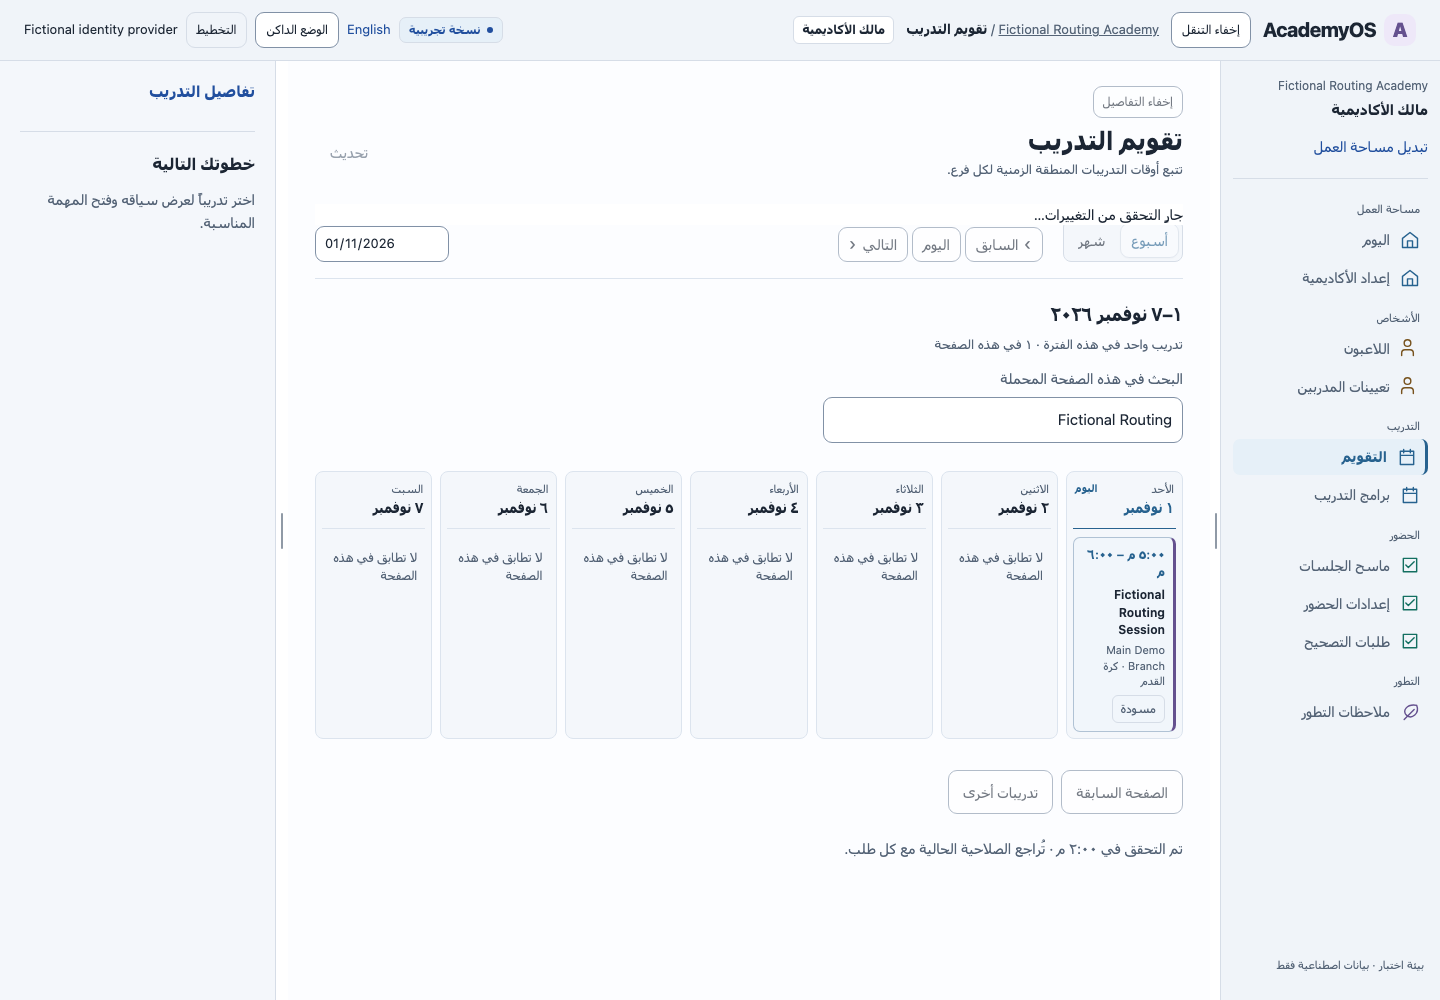 A AcademyOS
إخفاء التنقل
Fictional Routing Academy / تقويم التدريب
مالك الأكاديمية
نسخة تجريبية
English
الوضع الداكن
التخطيط
Fictional identity provider
Fictional Routing Academy
مالك الأكاديمية
تبديل مساحة العمل
مساحة العمل
اليوم
إعداد الأكاديمية
الأشخاص
اللاعبون
تعيينات المدربين
التدريب
التقويم
برامج التدريب
الحضور
ماسح الجلسات
إعدادات الحضور
طلبات التصحيح
التطور
ملاحظات التطور
بيئة اختبار · بيانات اصطناعية فقط
إخفاء التفاصيل
تقويم التدريب
تتبع أوقات التدريبات المنطقة الزمنية لكل فرع.
تحديث
جارٍ التحقق من التغييرات...
أسبوع
شهر
السابق
اليوم
التالي
01/11/2026
١–٧ نوفمبر ٢٠٢٦
تدريب واحد في هذه الفترة · ١ في هذه الصفحة
البحث في هذه الصفحة المحملة
Fictional Routing
الأحد
اليوم
١ نوفمبر
٥:٠٠ م – ٦:٠٠
م
Fictional
Routing
Session
Main Demo
Branch · كرة
القدم
مسودة
الاثنين
٢ نوفمبر
لا تطابق في هذه
الصفحة
الثلاثاء
٣ نوفمبر
لا تطابق في هذه
الصفحة
الأربعاء
٤ نوفمبر
لا تطابق في هذه
الصفحة
الخميس
٥ نوفمبر
لا تطابق في هذه
الصفحة
الجمعة
٦ نوفمبر
لا تطابق في هذه
الصفحة
السبت
٧ نوفمبر
لا تطابق في هذه
الصفحة
الصفحة السابقة
تدريبات أخرى
تم التحقق في ٢:٠٠ م · تُراجع الصلاحية الحالية مع كل طلب.
تفاصيل التدريب
خطوتك التالية
اختر تدريباً لعرض سياقه وفتح المهمة
المناسبة.